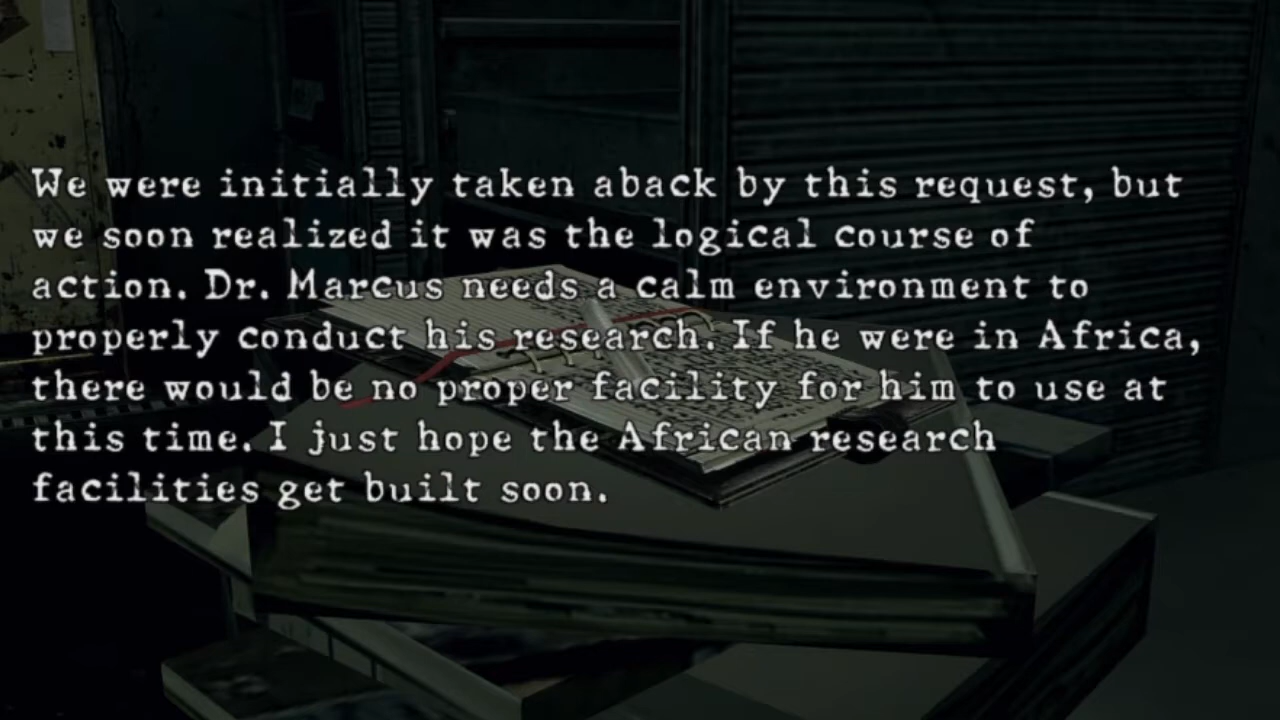 We were initially taken aback by this request, but
we soon realized it was the logical course of
action. Dr. Marcus needs a calm environment to
properly conduct his research. If he were in Africa,
there would be no proper facility for him to use at
this time. I just hope the African research
facilities get built soon.